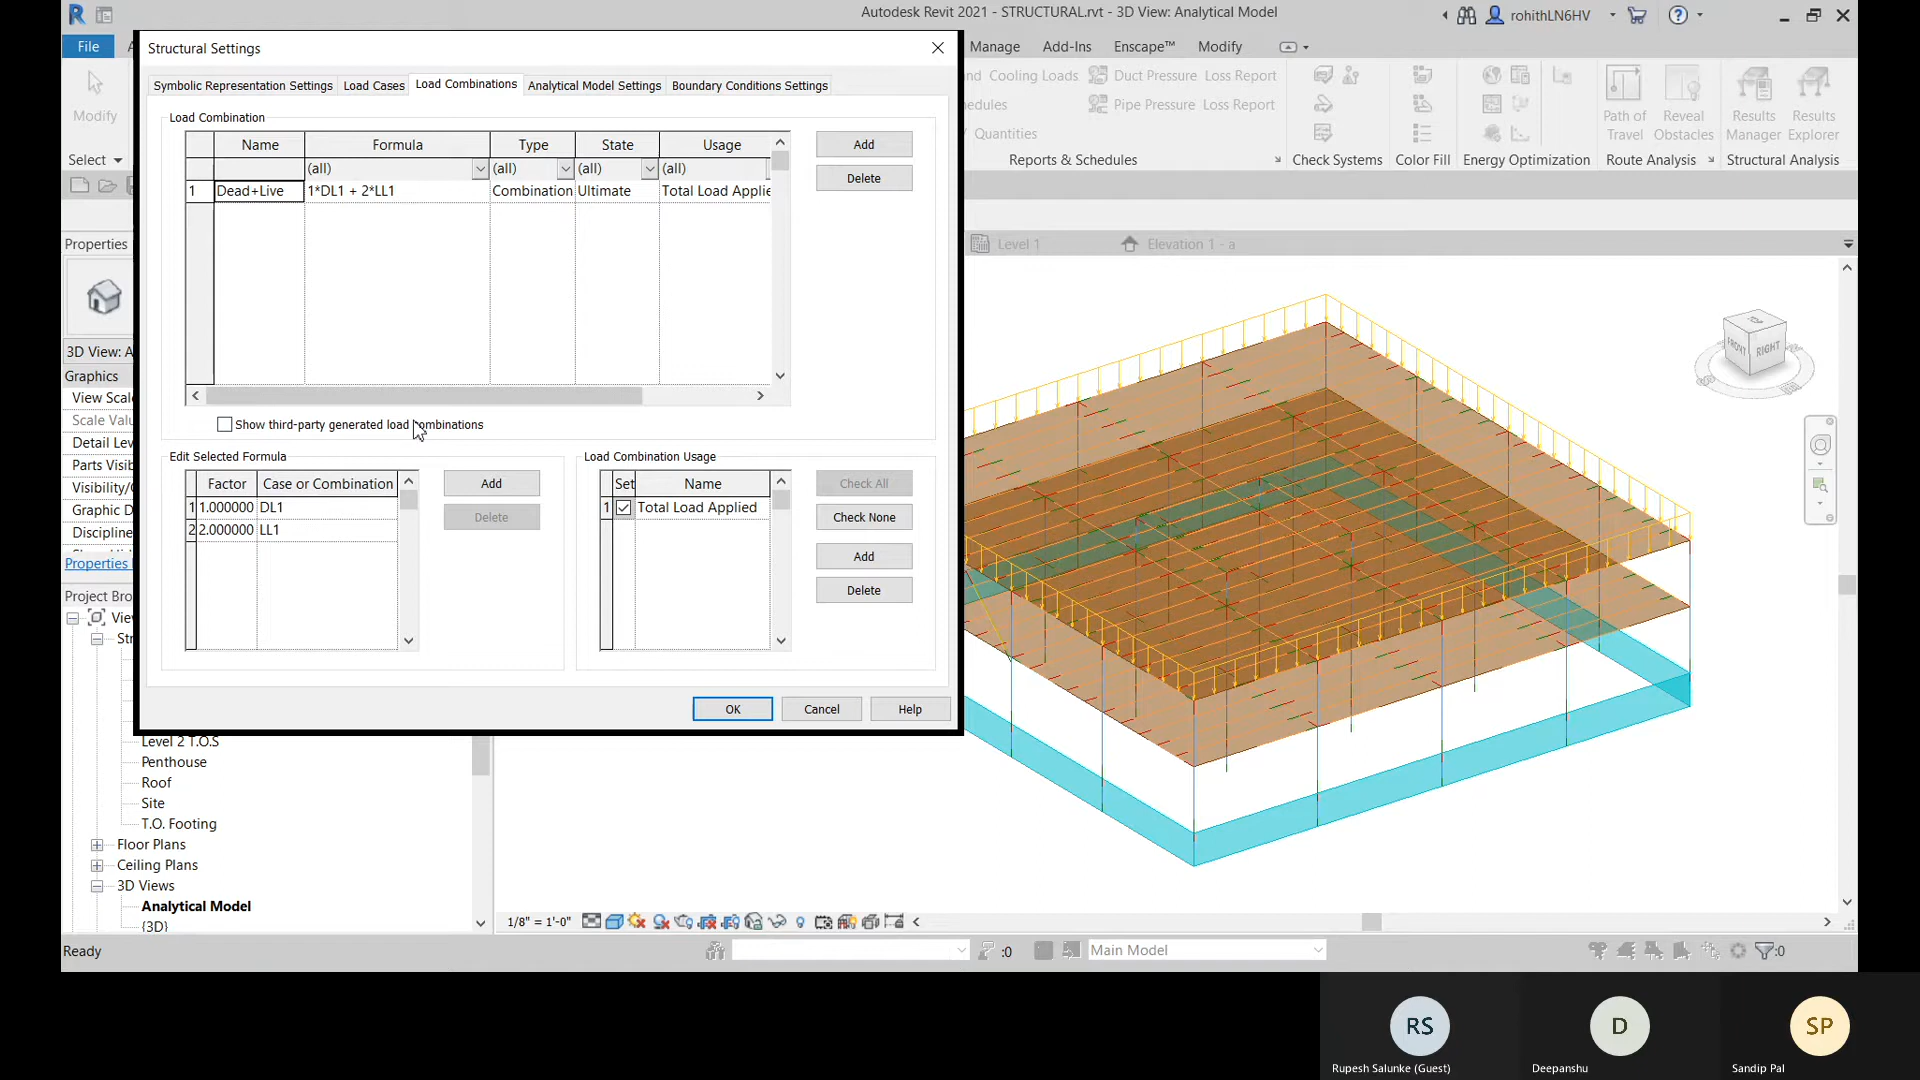 Autodesk Revit 2021 - STRUCTURAL.rvt - 3D View: Analytical Model
rohithLN6HV
File
Structural Settings
Manage Add-Ins Enscape™ Modify
Modify
Select
Symbolic Representation Settings Load Cases Load Combinations Analytical Model Settings Boundary Conditions Settings
Cooling Loads Duct Pressure Loss Report
Pipe Pressure Loss Report
Quantities
Reports & Schedules
Check Systems
Color Fill
Energy Optimization
Path of Travel
Reveal Obstacles
Route Analysis
Results Manager
Results Explorer
Structural Analysis
Load Combination
Name Formula Type State Usage
(all) (all) (all) (all)
1 Dead+Live 1*DL1 + 2*LL1 Combination Ultimate Total Load Applie
Add
Delete
Show third-party generated load combinations
Edit Selected Formula
Factor Case or Combination
1 1.000000 DL1
2 2.000000 LL1
Add
Delete
Load Combination Usage
Set Name
1 Total Load Applied
Check All
Check None
Add
Delete
OK Cancel Help
Level 1
Elevation 1 - a
FRONT RIGHT
Properties
3D View: A
Graphics
View Scal
Scale Valu
Detail Lev
Parts Visib
Visibility/
Graphic D
Discipline
Properties
Project Bro
View
Str
Level 2 T.O.S
Penthouse
Roof
Site
T.O. Footing
Floor Plans
Ceiling Plans
3D Views
Analytical Model
{3D}
1/8" = 1'-0"
Ready
:0
Main Model
:0
RS D SP
Rupesh Salunke (Guest) Deepanshu Sandip Pal